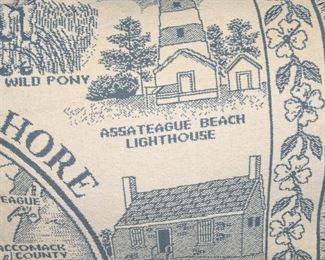 WILD PONY
ASSATEAGUE BEACH
LIGHTHOUSE
HORE
EAGUE
ACCOMACK
COUNTY